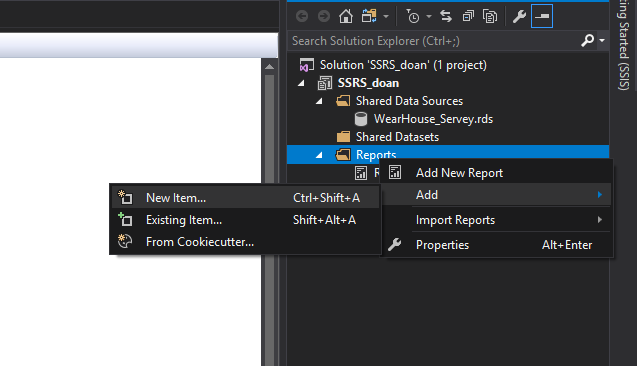 Search Solution Explorer (Ctrl+;)
Solution 'SSRS_doan' (1 project)
SSRS_doan
Shared Data Sources
WearHouse_Servey.rds
Shared Datasets
Reports
R
Add New Report
Add
Import Reports
Properties Alt+Enter
New Item... Ctrl+Shift+A
Existing Item... Shift+Alt+A
From Cookiecutter...
ting Started (SSIS)